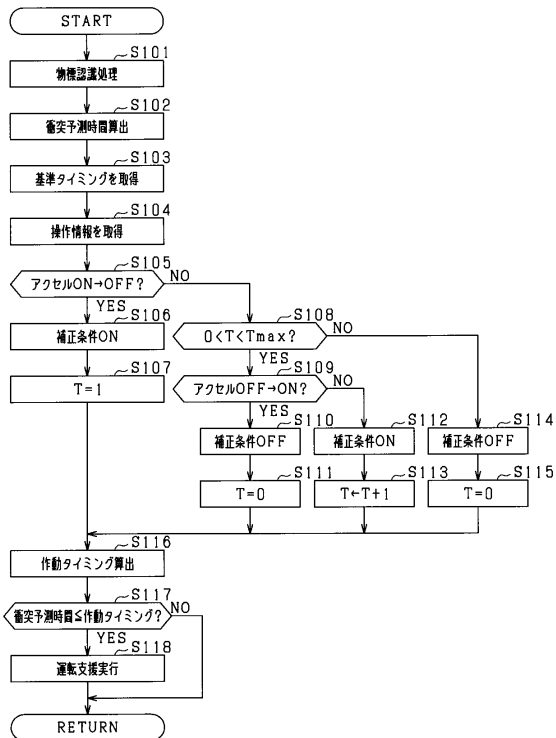 START
S101
物標認識処理
S102
衝突予測時間算出
S103
基準タイミングを取得
S104
操作情報を取得
S105
アクセルON→OFF?
NO
YES
S106
補正条件ON
S107
T=1
S108
0<T<Tmax?
NO
YES
S109
アクセルOFF→ON?
NO
YES
S110
補正条件OFF
S112
補正条件ON
S114
補正条件OFF
S111
T=0
S113
T←T+1
S115
T=0
S116
作動タイミング算出
S117
衝突予測時間≦作動タイミング?
NO
YES
S118
運転支援実行
RETURN